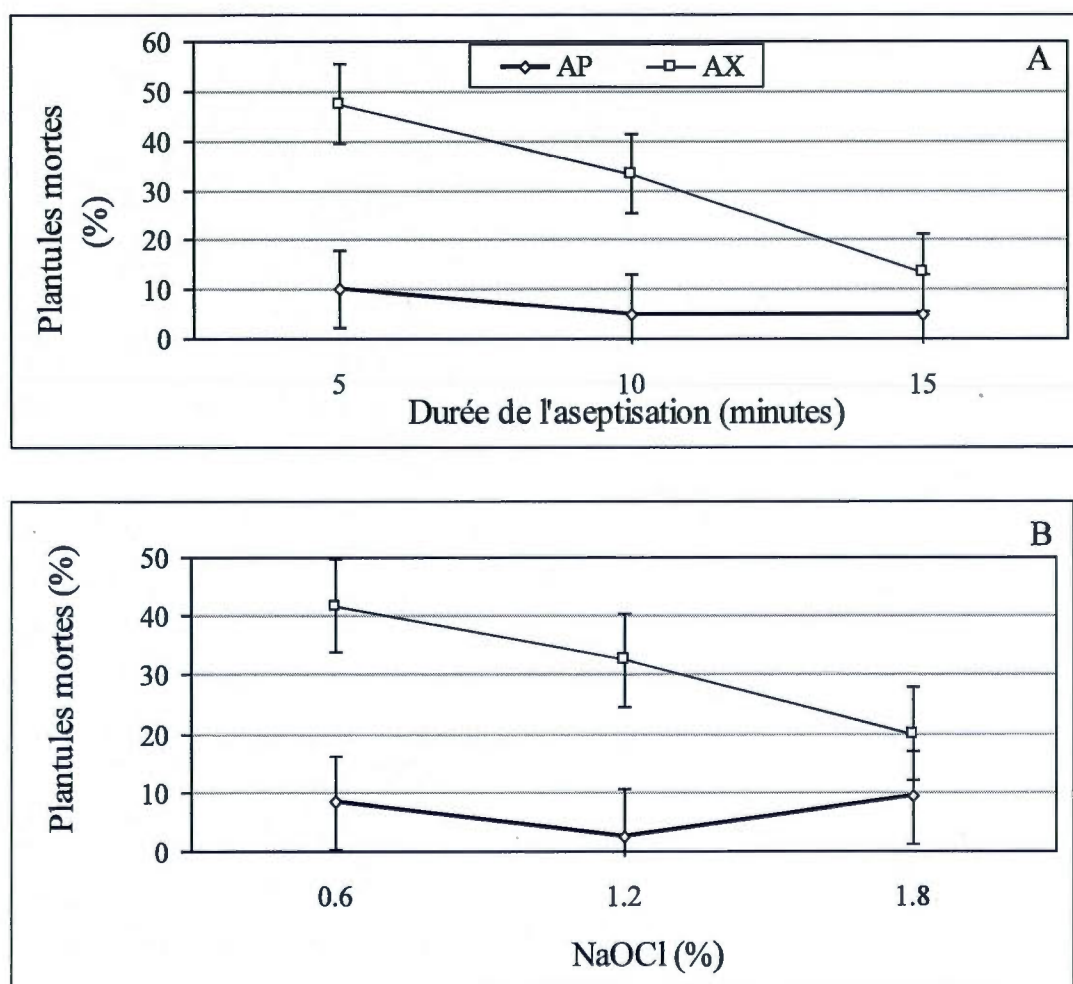 A
AP AX
Plantules mortes
(%)
60
50
40
30
20
10
0
5 10 15
Durée de l'aseptisation (minutes)
B
Plantules mortes (%)
50
40
30
20
10
0
0.6 1.2 1.8
NaOCl (%)